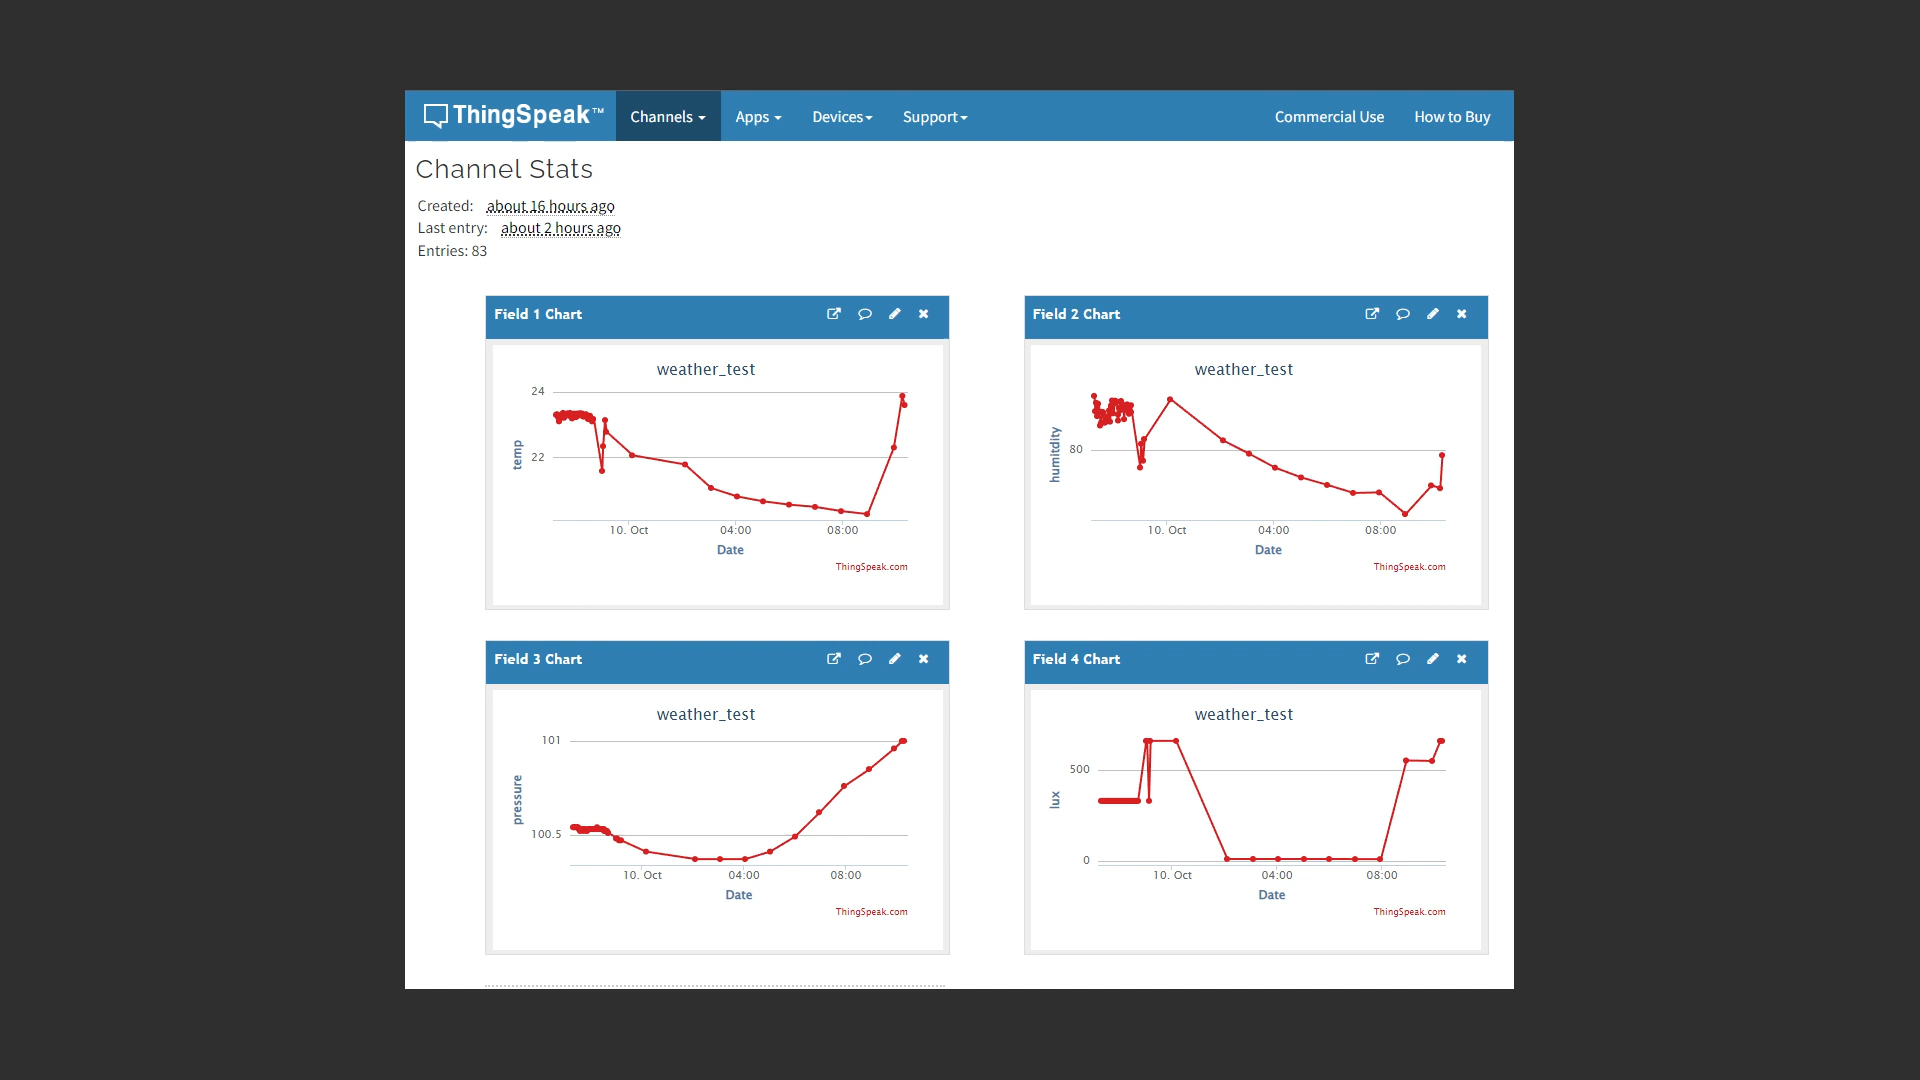 ThingSpeak™ Channels Apps Devices Support Commercial Use How to Buy
Channel Stats
Created: about 16 hours ago
Last entry: about 2 hours ago
Entries: 83
Field 1 Chart
weather_test
24
22
temp
10. Oct 04:00 08:00
Date
ThingSpeak.com
Field 2 Chart
weather_test
80
humitdity
10. Oct 04:00 08:00
Date
ThingSpeak.com
Field 3 Chart
weather_test
101
100.5
pressure
10. Oct 04:00 08:00
Date
ThingSpeak.com
Field 4 Chart
weather_test
500
0
lux
10. Oct 04:00 08:00
Date
ThingSpeak.com